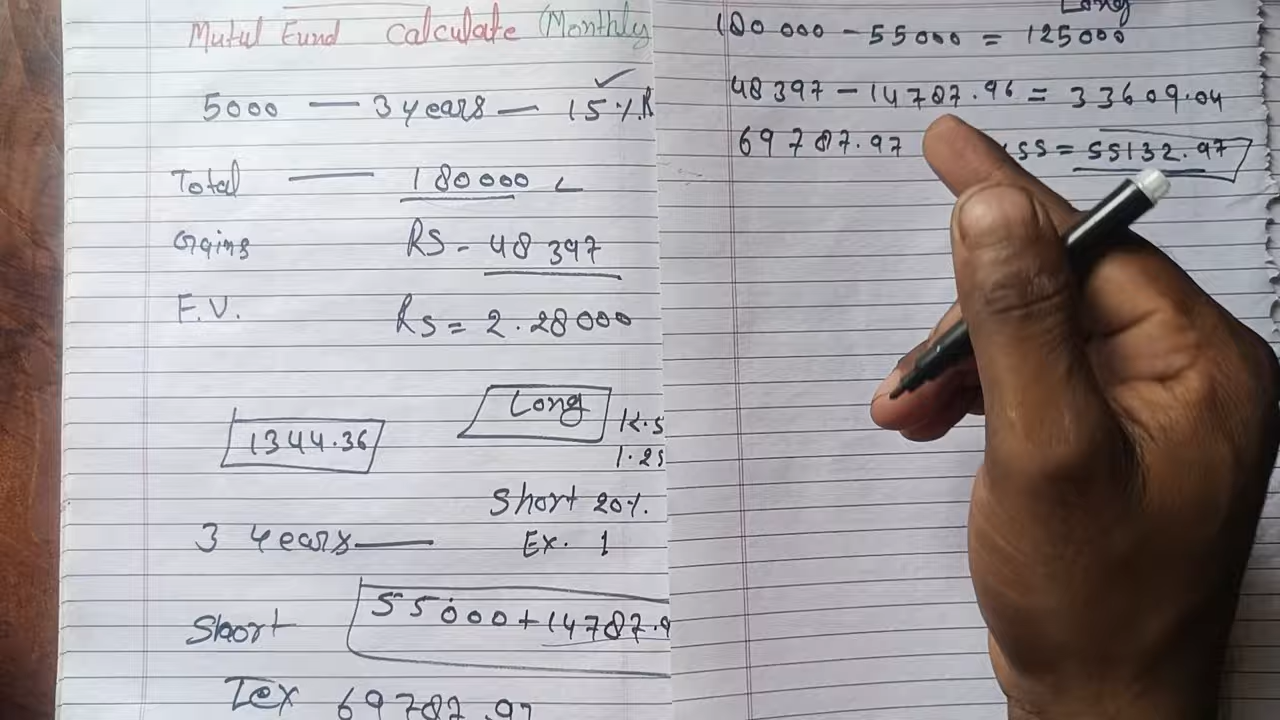 Mutul Fund Calculate (Monthly
5000 — 3 years — 15 %.R
Total — 180000
Gains RS - 48397
F.V. Rs = 2.28000
Long
1344.36
1.25
Short 20%.
3 years —
Ex. 1
Short 55000+14787.9
Tex 69787.97
Long
180000 - 55000 = 125000
48397 - 14787.96 = 33609.04
69787.97 = 55132.97